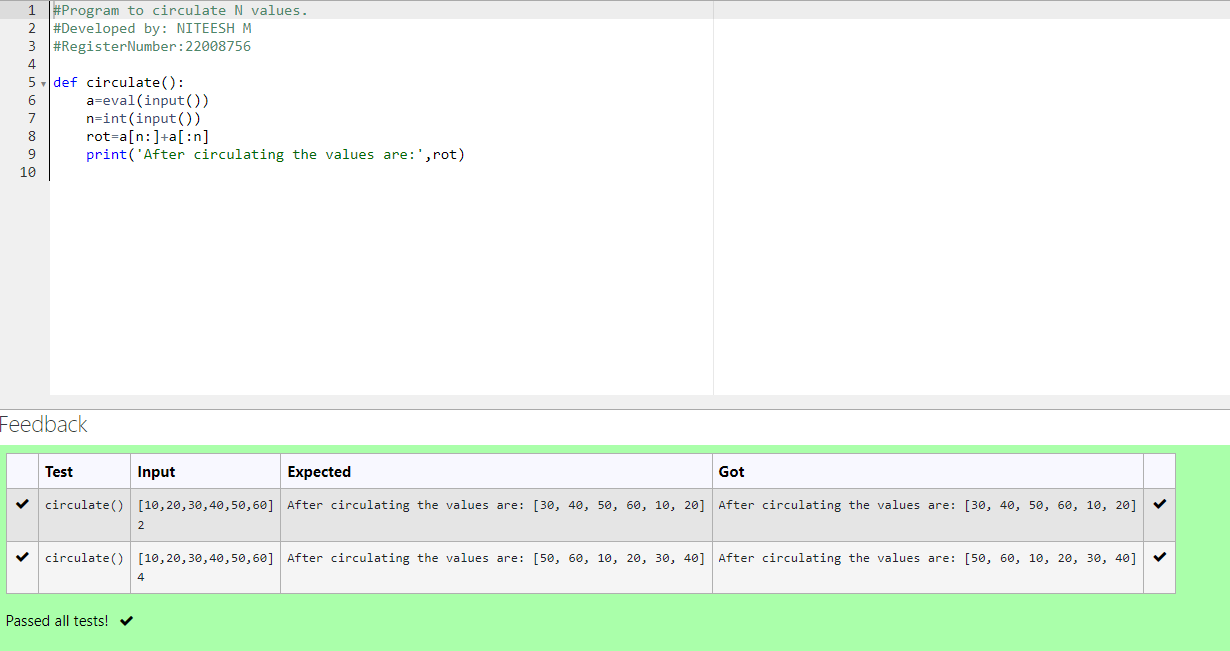 1 #Program to circulate N values.
2 #Developed by: NITEESH M
3 #RegisterNumber:22008756
4
5 def circulate():
6     a=eval(input())
7     n=int(input())
8     rot=a[n:]+a[:n]
9     print('After circulating the values are:',rot)
10
Feedback
Test Input Expected Got
circulate() [10,20,30,40,50,60] After circulating the values are: [30, 40, 50, 60, 10, 20] After circulating the values are: [30, 40, 50, 60, 10, 20]
2
circulate() [10,20,30,40,50,60] After circulating the values are: [50, 60, 10, 20, 30, 40] After circulating the values are: [50, 60, 10, 20, 30, 40]
4
Passed all tests!